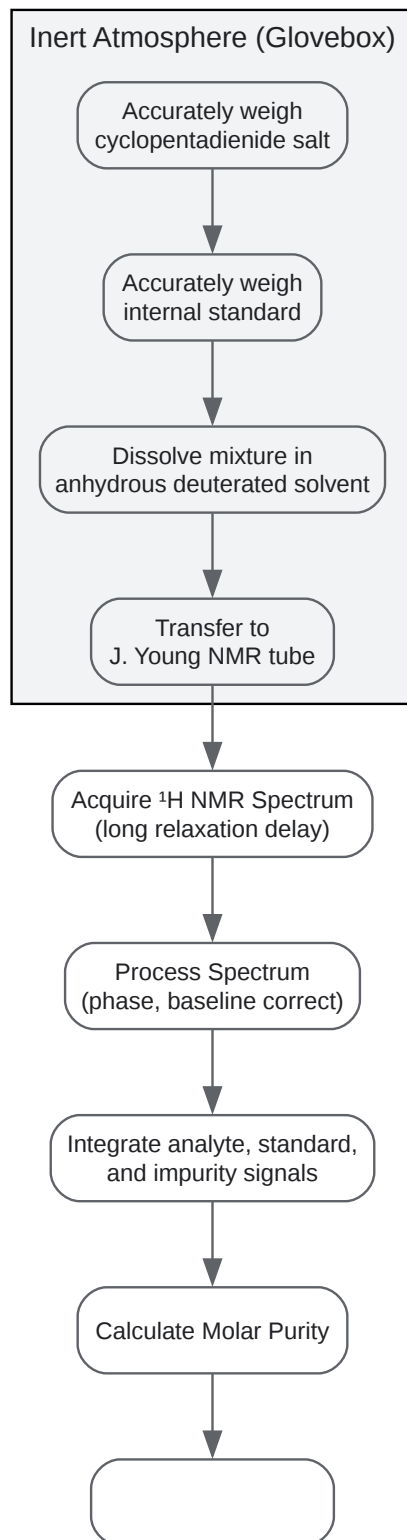 Inert Atmosphere (Glovebox)
Accurately weigh
cyclopentadienide salt
Accurately weigh
internal standard
Dissolve mixture in
anhydrous deuterated solvent
Transfer to
J. Young NMR tube
Acquire ¹H NMR Spectrum
(long relaxation delay)
Process Spectrum
(phase, baseline correct)
Integrate analyte, standard,
and impurity signals
Calculate Molar Purity